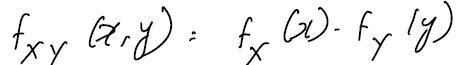 f_{XY} (x,y) = f_X (x) · f_Y (y)